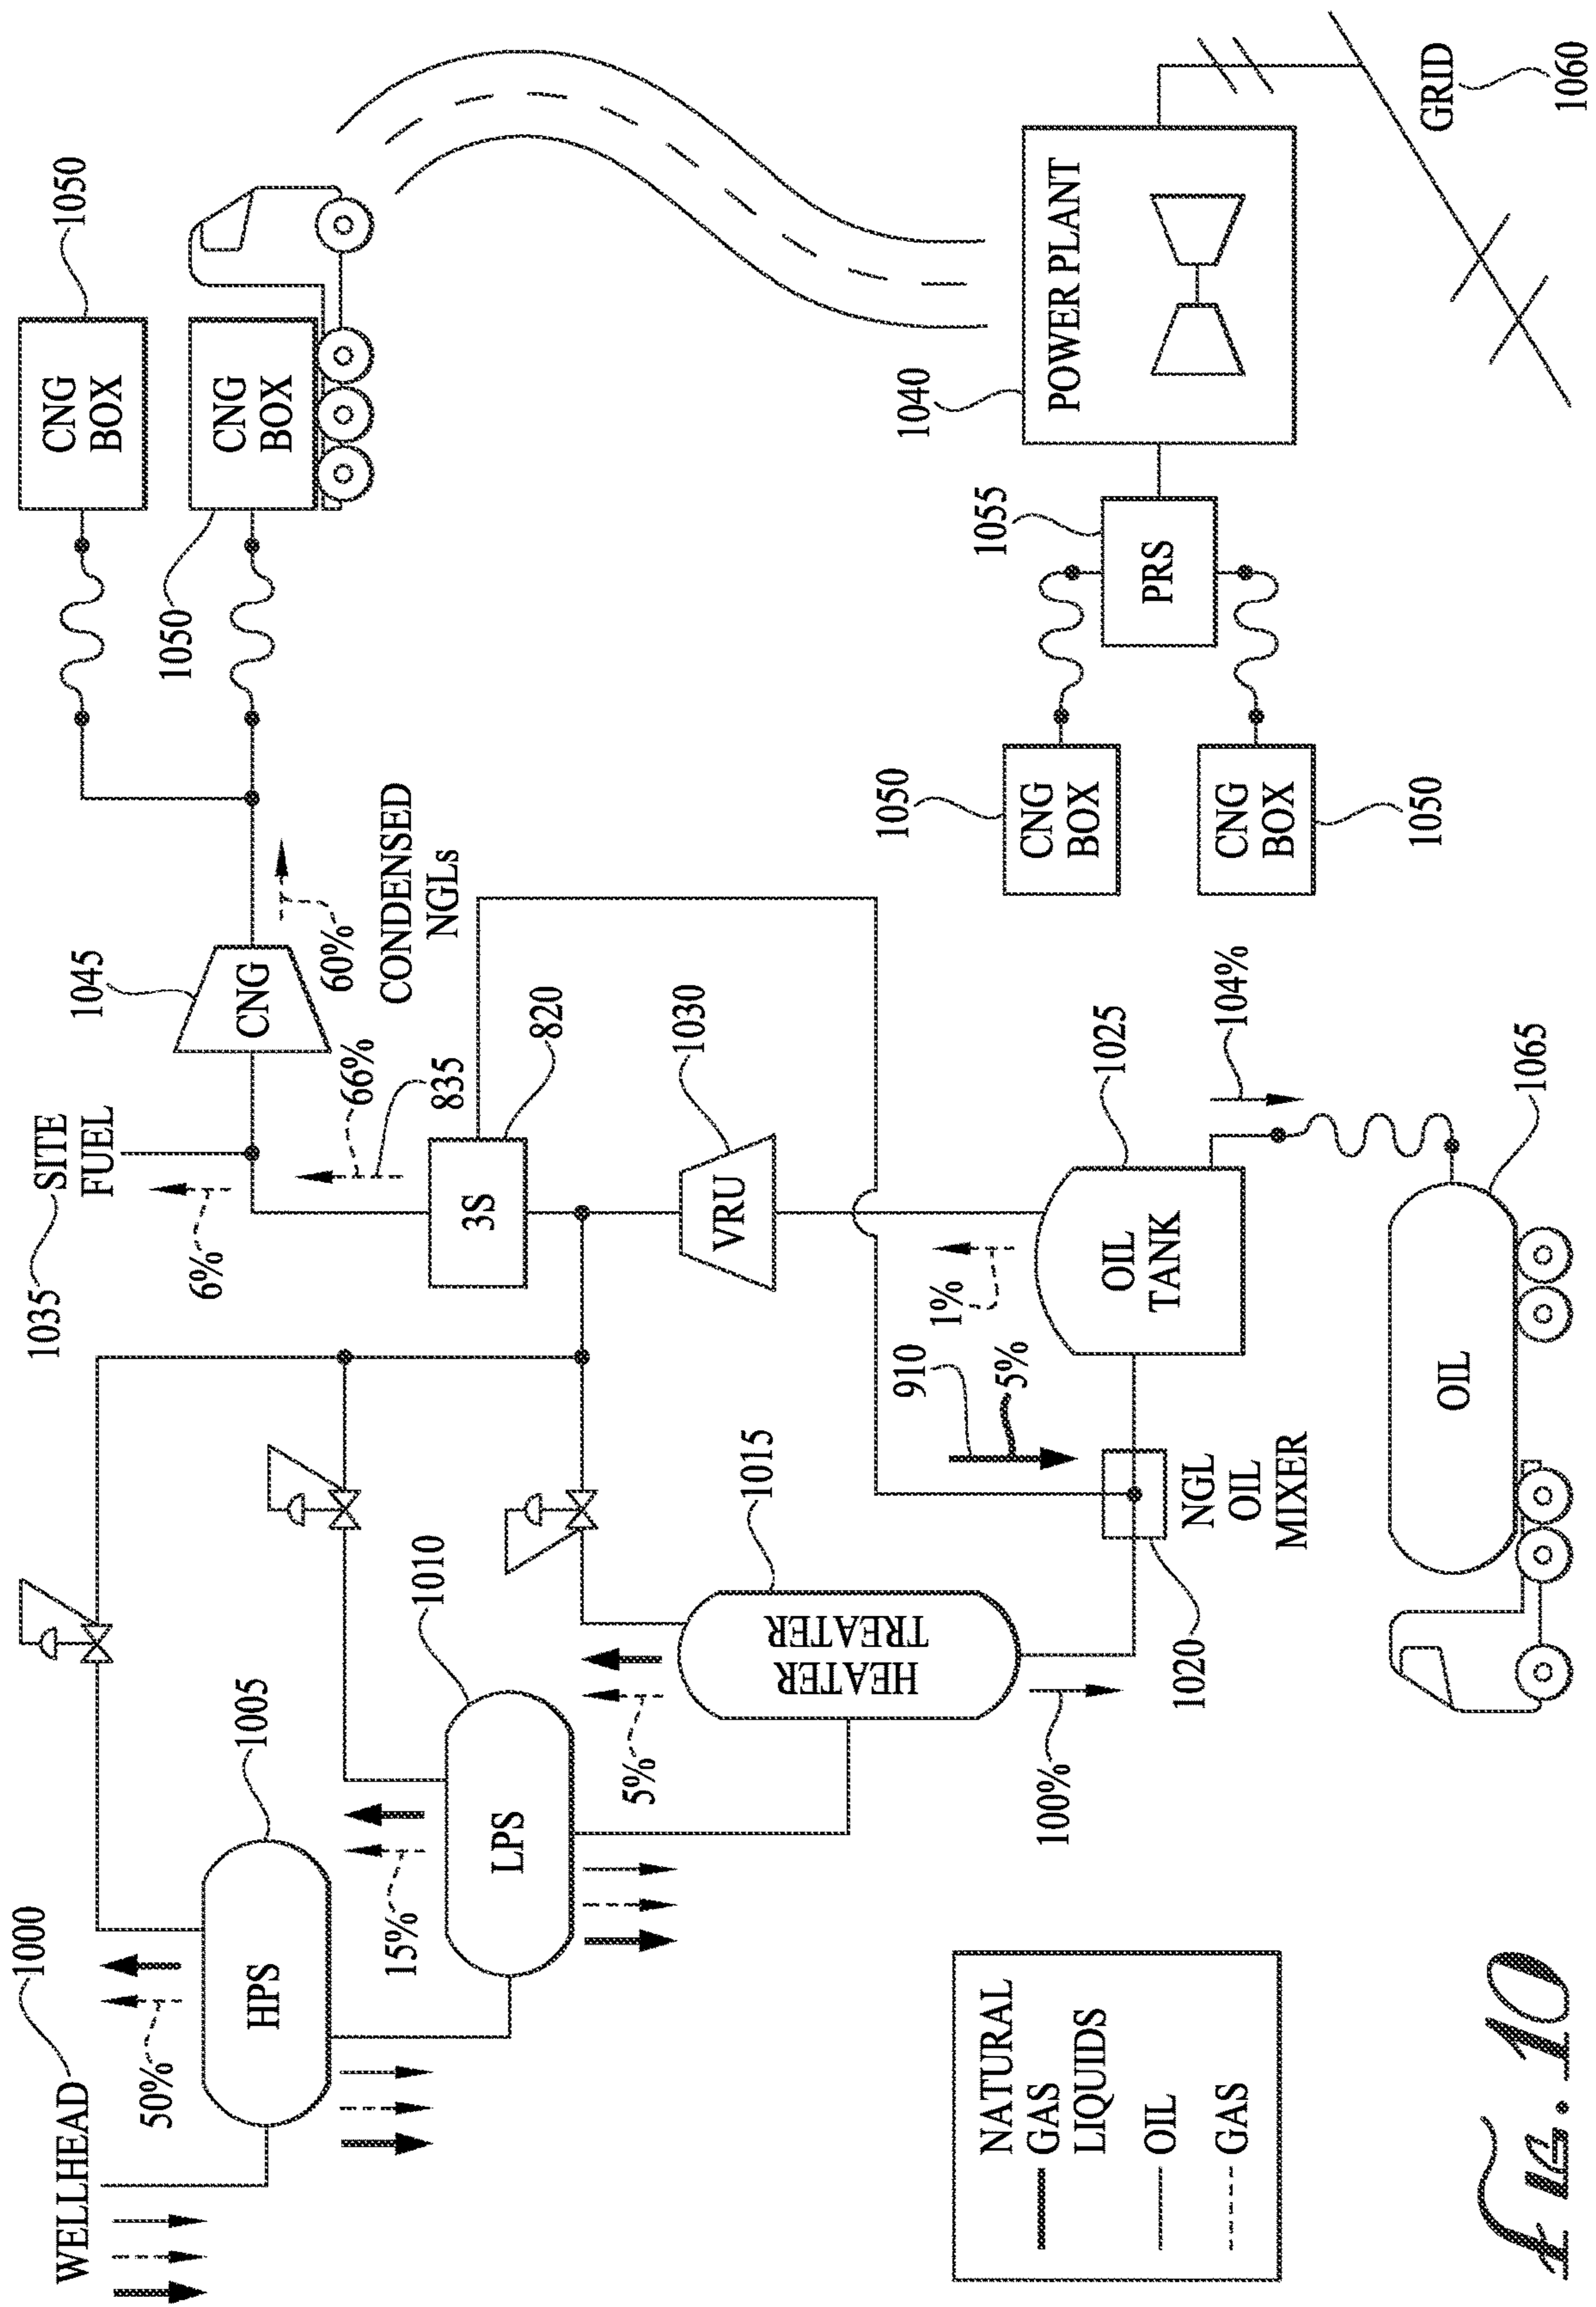 WELLHEAD
1000
50%
HPS
1005
15%
LPS
1010
5%
HEATER
TREATER
1015
100%
1020
NGL
OIL
MIXER
910
5%
1%
OIL
TANK
1025
104%
OIL
1065
VRU
1030
3S
820
835
66%
6%
1035
SITE
FUEL
CNG
1045
60%
CONDENSED
NGLs
CNG
BOX
1050
CNG
BOX
1050
CNG
BOX
1050
CNG
BOX
1050
PRS
1055
POWER PLANT
1040
GRID
1060
NATURAL
GAS
LIQUIDS
OIL
GAS
FIG. 10